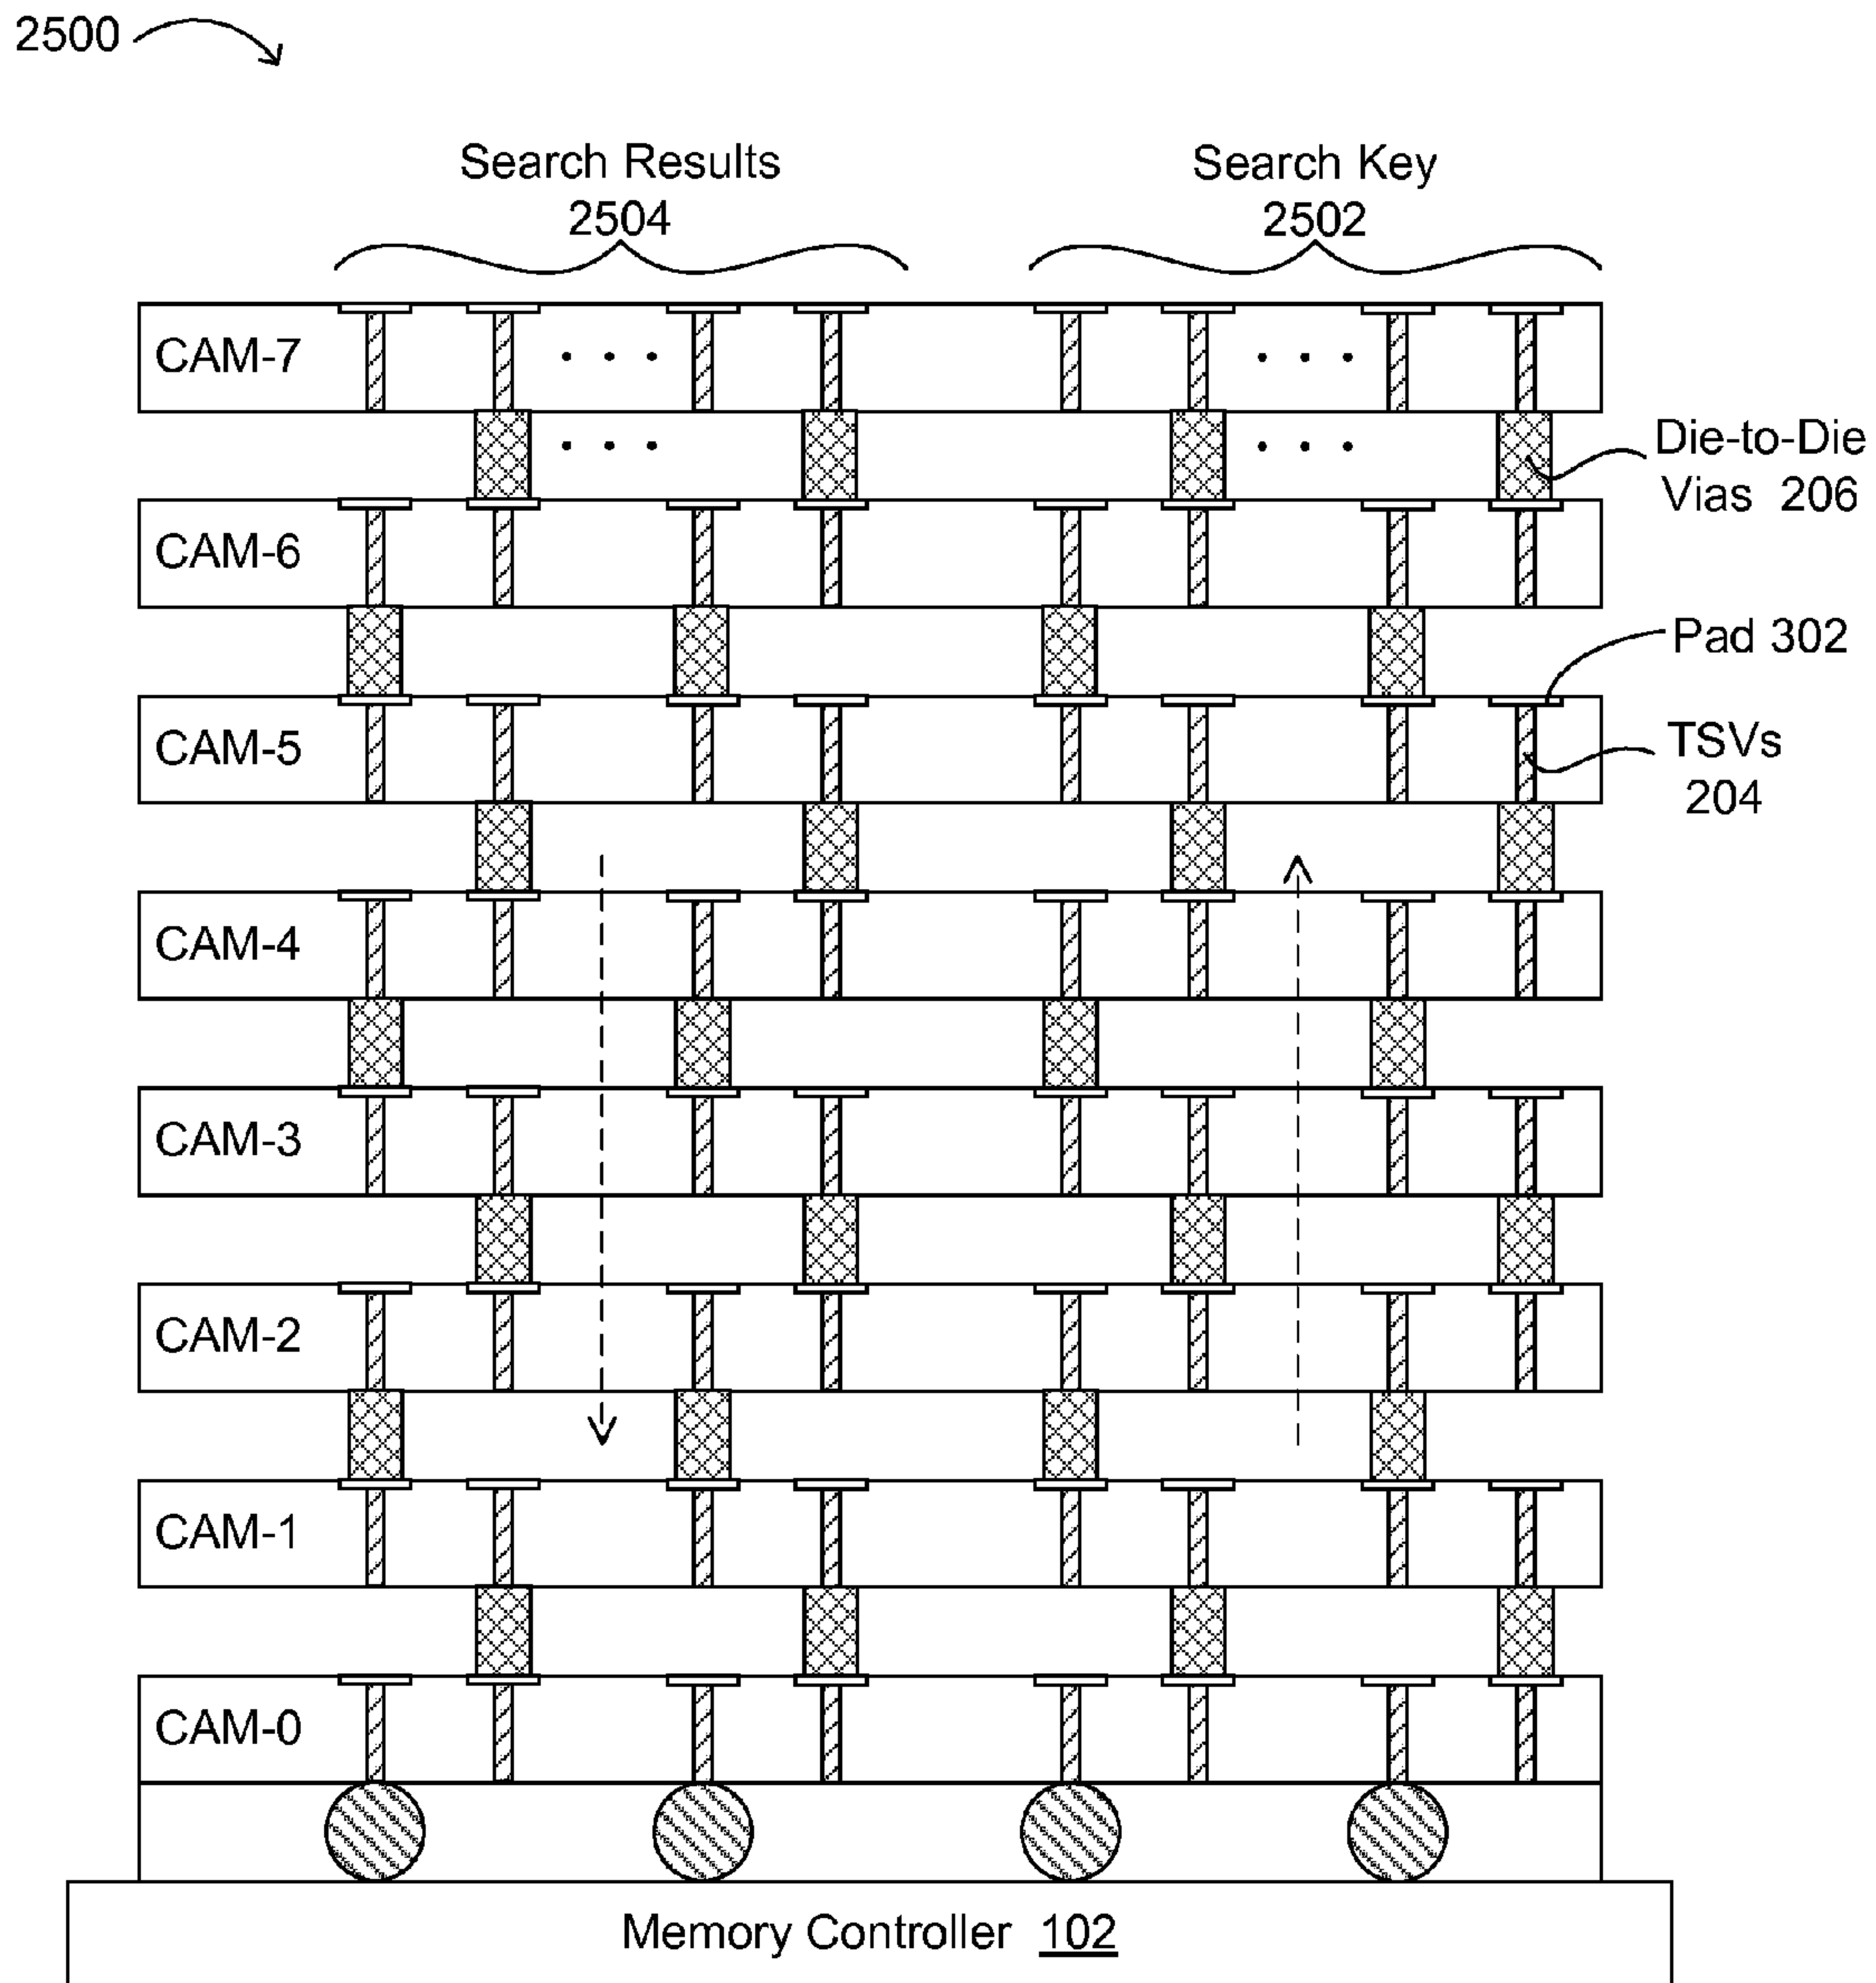 2500
Search Results
2504
Search Key
2502
CAM-7
Die-to-Die
Vias 206
CAM-6
Pad 302
CAM-5
TSVs
204
CAM-4
CAM-3
CAM-2
CAM-1
CAM-0
Memory Controller 102